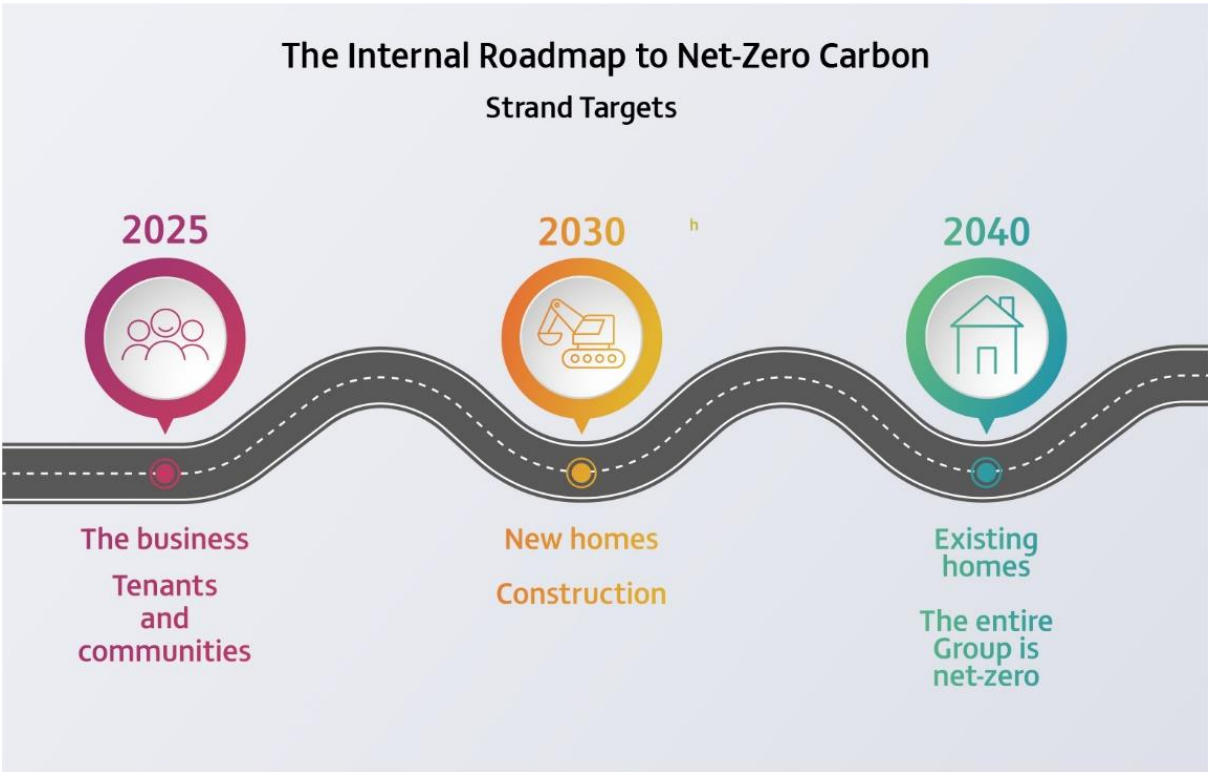 The Internal Roadmap to Net-Zero Carbon
Strand Targets
2025
2030
h
2040
The business
Tenants
and
communities
New homes
Construction
Existing
homes
The entire
Group is
net-zero